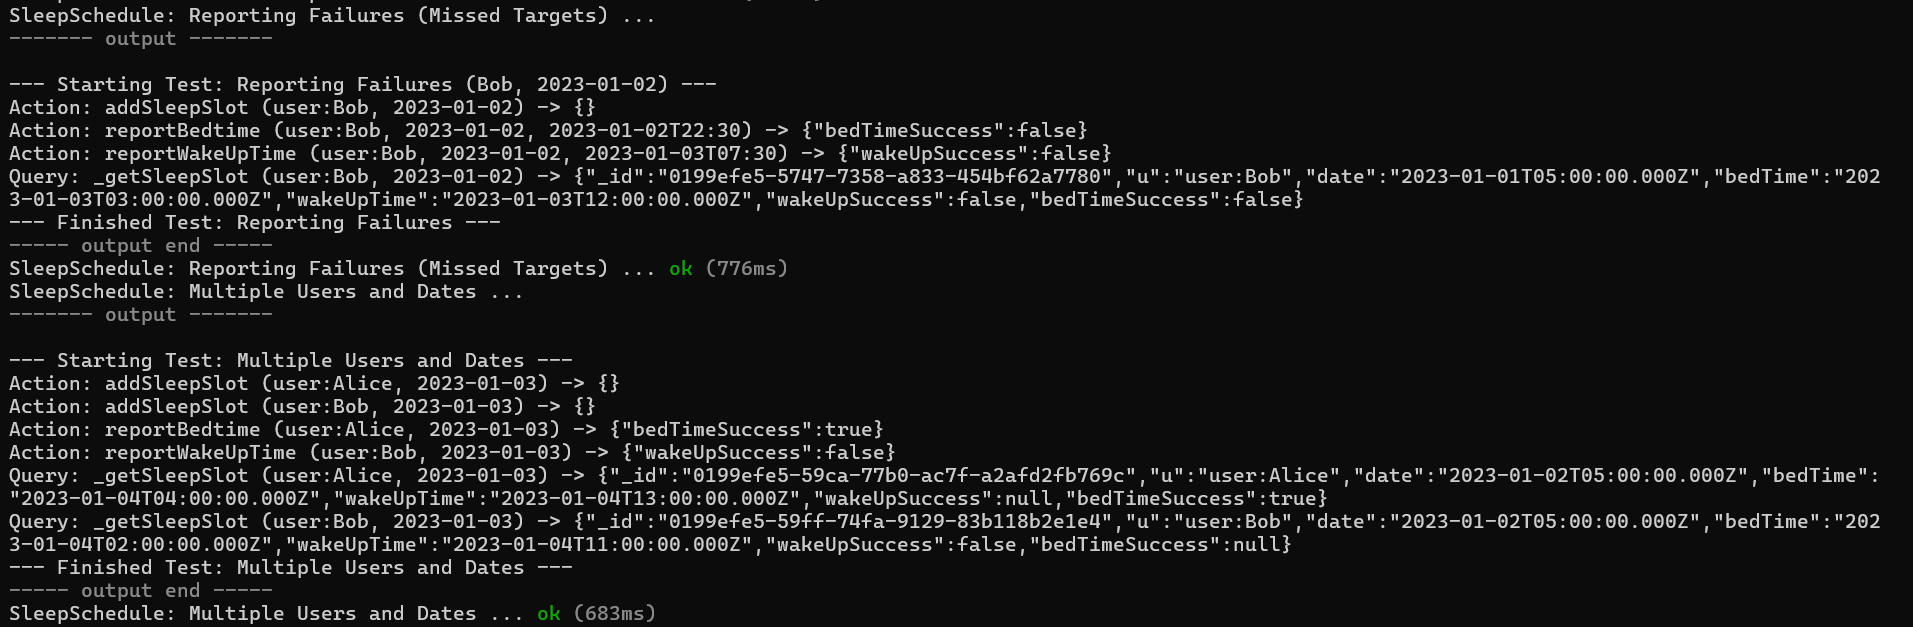 SleepSchedule: Reporting Failures (Missed Targets) ...
------- output -------
--- Starting Test: Reporting Failures (Bob, 2023-01-02) ---
Action: addSleepSlot (user:Bob, 2023-01-02) -> {}
Action: reportBedtime (user:Bob, 2023-01-02, 2023-01-02T22:30) -> {"bedTimeSuccess":false}
Action: reportWakeUpTime (user:Bob, 2023-01-02, 2023-01-03T07:30) -> {"wakeUpSuccess":false}
Query: _getSleepSlot (user:Bob, 2023-01-02) -> {"_id":"0199efe5-5747-7358-a833-454bf62a7780","u":"user:Bob","date":"2023-01-01T05:00:00.000Z","bedTime":"202
3-01-03T03:00:00.000Z","wakeUpTime":"2023-01-03T12:00:00.000Z","wakeUpSuccess":false,"bedTimeSuccess":false}
--- Finished Test: Reporting Failures ---
----- output end -----
SleepSchedule: Reporting Failures (Missed Targets) ... ok (776ms)
SleepSchedule: Multiple Users and Dates ...
------- output -------
--- Starting Test: Multiple Users and Dates ---
Action: addSleepSlot (user:Alice, 2023-01-03) -> {}
Action: addSleepSlot (user:Bob, 2023-01-03) -> {}
Action: reportBedtime (user:Alice, 2023-01-03) -> {"bedTimeSuccess":true}
Action: reportWakeUpTime (user:Bob, 2023-01-03) -> {"wakeUpSuccess":false}
Query: _getSleepSlot (user:Alice, 2023-01-03) -> {"_id":"0199efe5-59ca-77b0-ac7f-a2afd2fb769c","u":"user:Alice","date":"2023-01-02T05:00:00.000Z","bedTime":
"2023-01-04T04:00:00.000Z","wakeUpTime":"2023-01-04T13:00:00.000Z","wakeUpSuccess":null,"bedTimeSuccess":true}
Query: _getSleepSlot (user:Bob, 2023-01-03) -> {"_id":"0199efe5-59ff-74fa-9129-83b118b2e1e4","u":"user:Bob","date":"2023-01-02T05:00:00.000Z","bedTime":"202
3-01-04T02:00:00.000Z","wakeUpTime":"2023-01-04T11:00:00.000Z","wakeUpSuccess":false,"bedTimeSuccess":null}
--- Finished Test: Multiple Users and Dates ---
----- output end -----
SleepSchedule: Multiple Users and Dates ... ok (683ms)